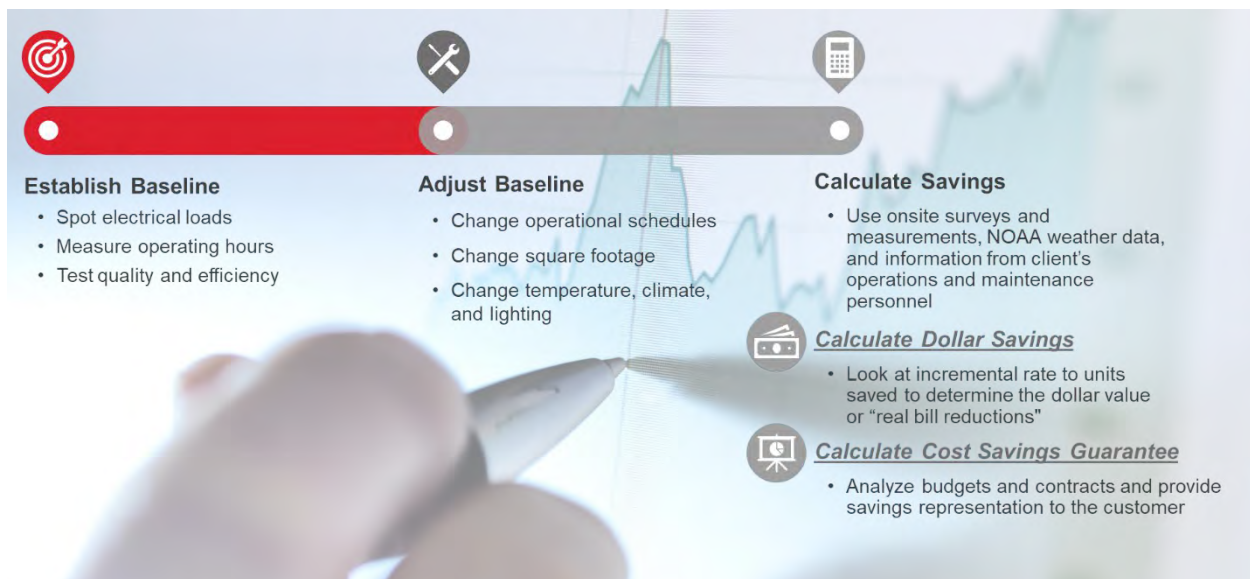 Establish Baseline
• Spot electrical loads
• Measure operating hours
• Test quality and efficiency
Adjust Baseline
• Change operational schedules
• Change square footage
• Change temperature, climate,
and lighting
Calculate Savings
• Use onsite surveys and
measurements, NOAA weather data,
and information from client's
operations and maintenance
personnel
Calculate Dollar Savings
• Look at incremental rate to units
saved to determine the dollar value
or “real bill reductions"
Calculate Cost Savings Guarantee
• Analyze budgets and contracts and provide
savings representation to the customer